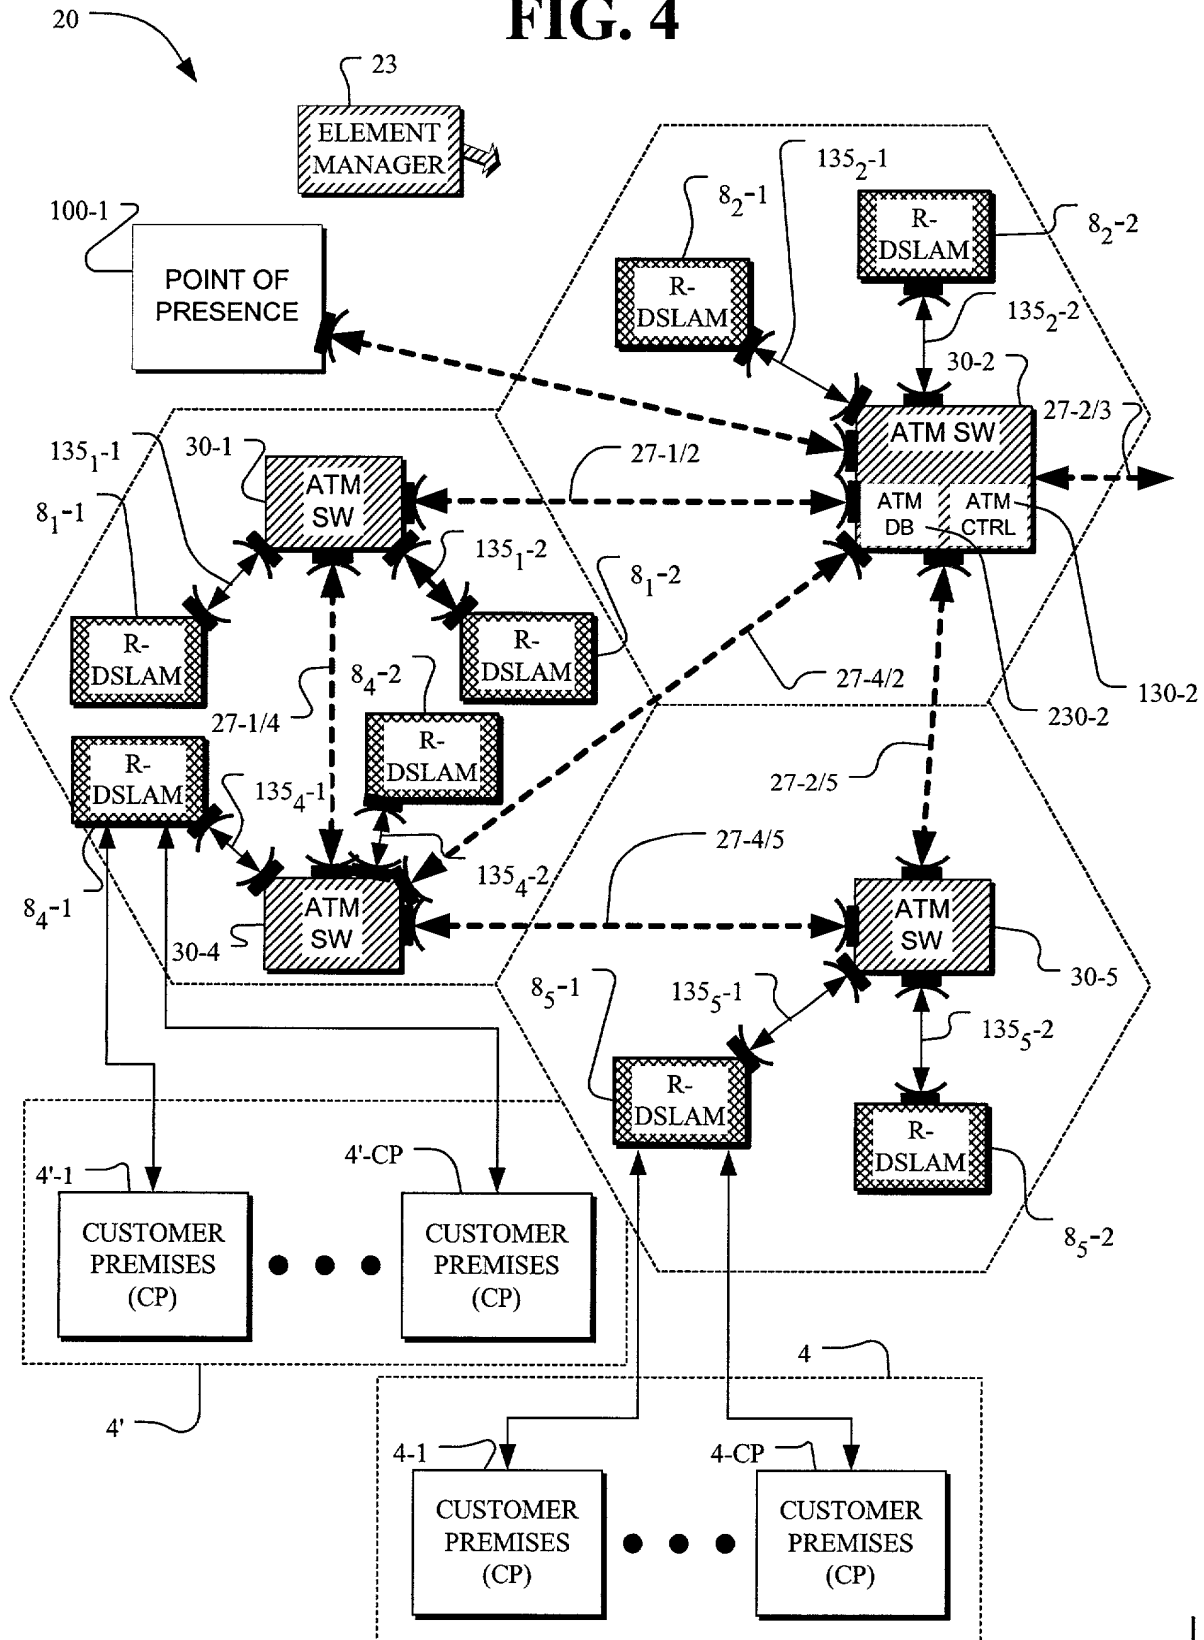 FIG. 4
20
23
ELEMENT
MANAGER
100-1
POINT OF
PRESENCE
135₂-1
8₂-1
R-
DSLAM
8₂-2
R-
DSLAM
135₂-2
30-2
27-2/3
ATM SW
ATM
DB
ATM
CTRL
135₁-1
30-1
27-1/2
8₁-1
ATM
SW
135₁-2
8₁-2
R-
DSLAM
R-
DSLAM
8₄-2
27-1/4
27-4/2
130-2
230-2
R-
DSLAM
R-
DSLAM
135₄-1
27-2/5
27-4/5
135₄-2
8₄-1
ATM
SW
30-4
ATM
SW
30-5
8₅-1
135₅-1
135₅-2
R-
DSLAM
R-
DSLAM
8₅-2
4'-1
4'-CP
CUSTOMER
PREMISES
(CP)
CUSTOMER
PREMISES
(CP)
4'
4
4-1
4-CP
CUSTOMER
PREMISES
(CP)
CUSTOMER
PREMISES
(CP)